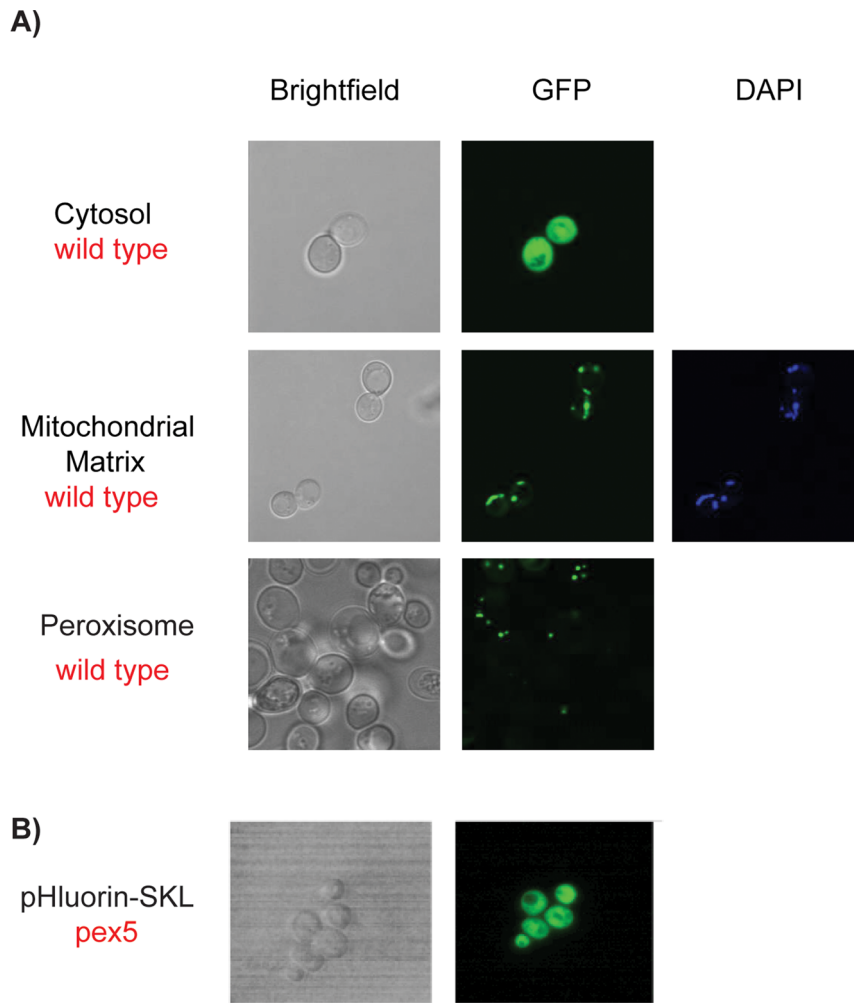 A)
Brightfield GFP DAPI
Cytosol
wild type
Mitochondrial
Matrix
wild type
Peroxisome
wild type
B)
pHluorin-SKL
pex5